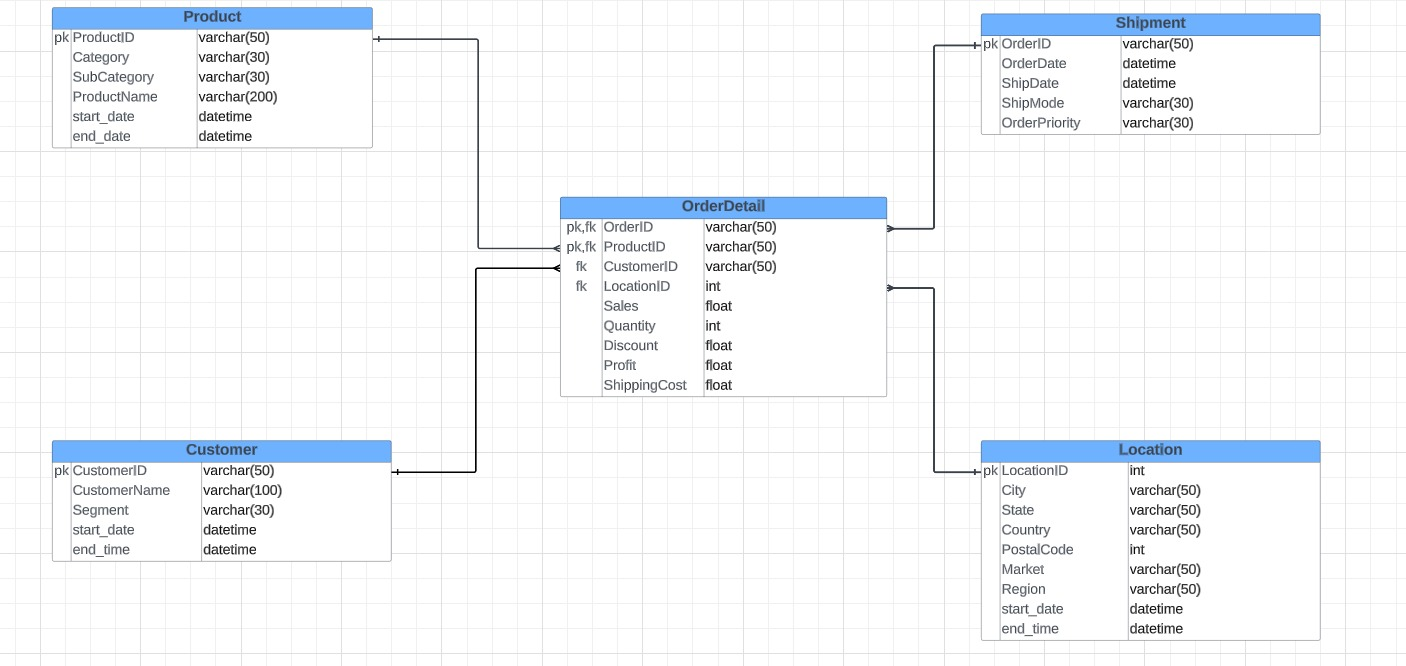 Product
pk ProductID varchar(50)
Category varchar(30)
SubCategory varchar(30)
ProductName varchar(200)
start_date datetime
end_date datetime
Shipment
pk OrderID varchar(50)
OrderDate datetime
ShipDate datetime
ShipMode varchar(30)
OrderPriority varchar(30)
OrderDetail
pk,fk OrderID varchar(50)
pk,fk ProductID varchar(50)
fk CustomerID varchar(50)
fk LocationID int
Sales float
Quantity int
Discount float
Profit float
ShippingCost float
Customer
pk CustomerID varchar(50)
CustomerName varchar(100)
Segment varchar(30)
start_date datetime
end_time datetime
Location
pk LocationID int
City varchar(50)
State varchar(50)
Country varchar(50)
PostalCode int
Market varchar(50)
Region varchar(50)
start_date datetime
end_time datetime